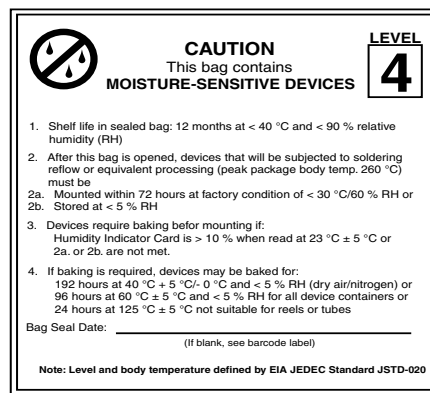 CAUTION
This bag contains
MOISTURE-SENSITIVE DEVICES
LEVEL
4
1. Shelf life in sealed bag: 12 months at < 40 °C and < 90 % relative
humidity (RH)
2. After this bag is opened, devices that will be subjected to soldering
reflow or equivalent processing (peak package body temp. 260 °C)
must be
2a. Mounted within 72 hours at factory condition of < 30 °C/60 % RH or
2b. Stored at < 5 % RH
3. Devices require baking befor mounting if:
Humidity Indicator Card is > 10 % when read at 23 °C ± 5 °C or
2a. or 2b. are not met.
4. If baking is required, devices may be baked for:
192 hours at 40 °C + 5 °C/- 0 °C and < 5 % RH (dry air/nitrogen) or
96 hours at 60 °C ± 5 °C and < 5 % RH for all device containers or
24 hours at 125 °C ± 5 °C not suitable for reels or tubes
Bag Seal Date:
(If blank, see barcode label)
Note: Level and body temperature defined by EIA JEDEC Standard JSTD-020